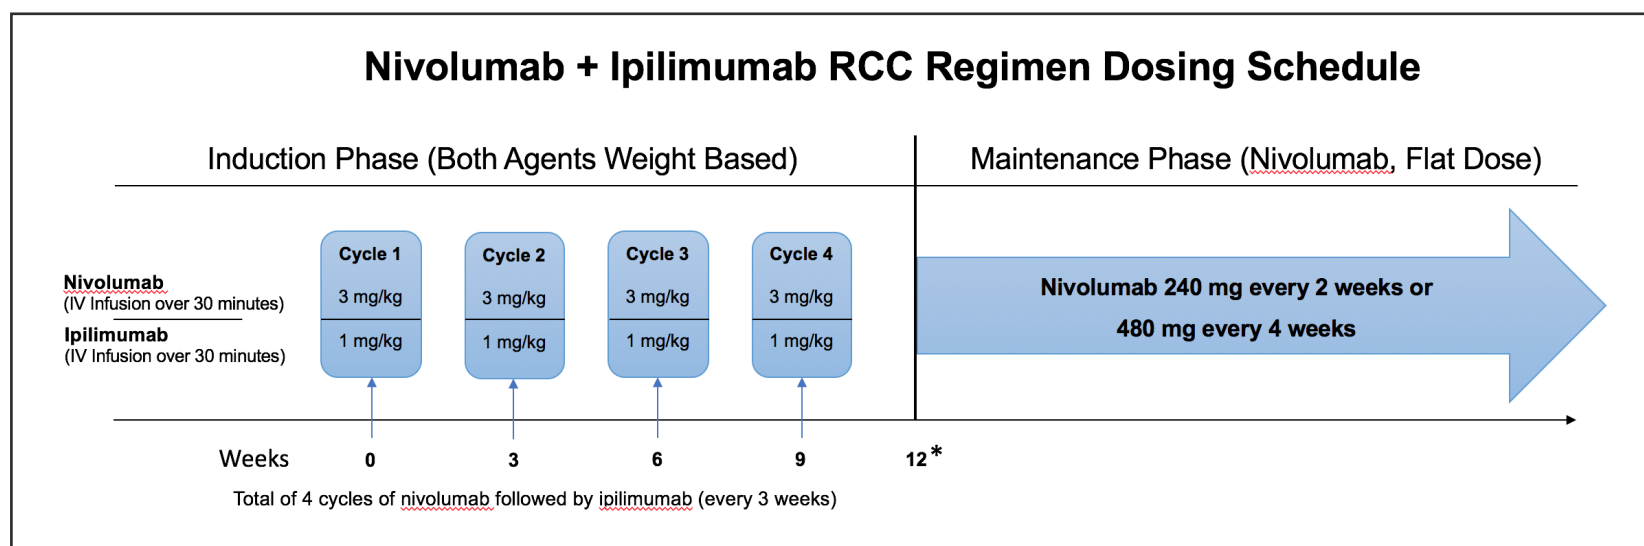 Nivolumab + Ipilimumab RCC Regimen Dosing Schedule
Induction Phase (Both Agents Weight Based)
Maintenance Phase (Nivolumab, Flat Dose)
Nivolumab
(IV Infusion over 30 minutes)
Ipilimumab
(IV Infusion over 30 minutes)
Cycle 1
3 mg/kg
1 mg/kg
Cycle 2
3 mg/kg
1 mg/kg
Cycle 3
3 mg/kg
1 mg/kg
Cycle 4
3 mg/kg
1 mg/kg
Nivolumab 240 mg every 2 weeks or
480 mg every 4 weeks
Weeks 0 3 6 9 12*
Total of 4 cycles of nivolumab followed by ipilimumab (every 3 weeks)